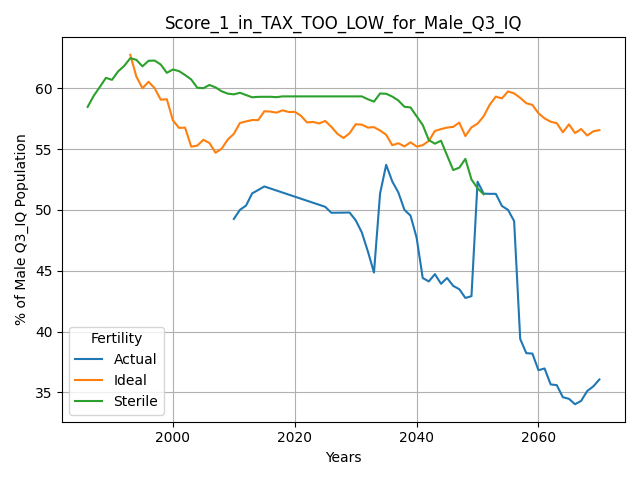 Score_1_in_TAX_TOO_LOW_for_Male_Q3_IQ
% of Male Q3_IQ Population
60
55
50
45
40
35
Fertility
Actual
Ideal
Sterile
2000
2020
2040
2060
Years